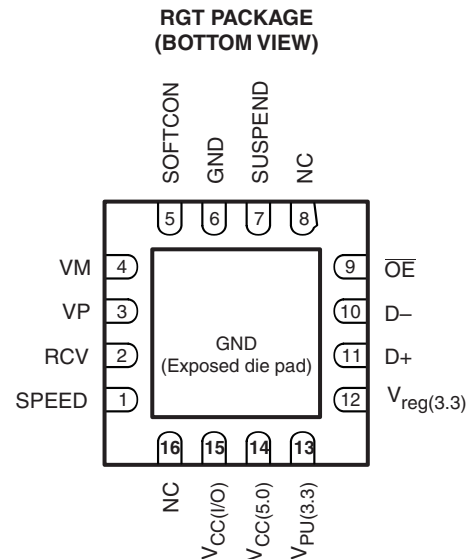 RGT PACKAGE
(BOTTOM VIEW)
SOFTCON
GND
SUSPEND
NC
5
6
7
8
VM 4
VP 3
RCV 2
SPEED 1
9 OE
10 D–
11 D+
12 Vreg(3.3)
GND
(Exposed die pad)
16
15
14
13
NC
VCC(I/O)
VCC(5.0)
VPU(3.3)